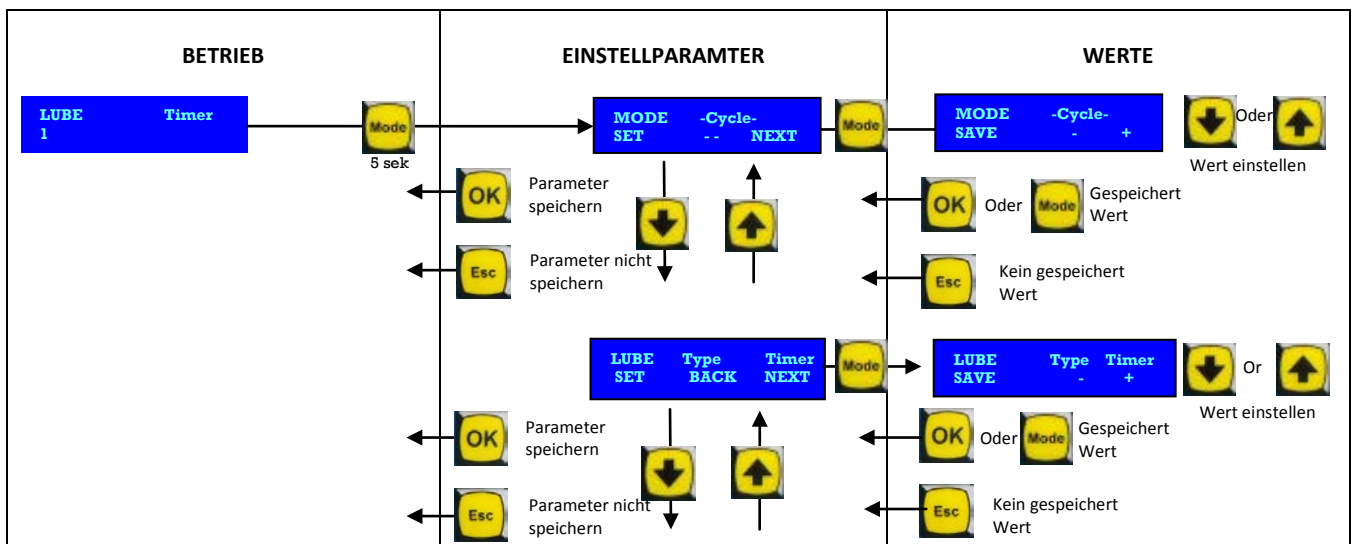 BETRIEB
EINSTELLPARAMTER
WERTE
LUBE Timer
1
Mode
5 sek
MODE -Cycle-
SET -- NEXT
Mode
MODE -Cycle-
SAVE - +
Oder
Wert einstellen
OK
Parameter
speichern
Esc
Parameter nicht
speichern
OK Oder Mode Gespeichert
Wert
Esc
Kein gespeichert
Wert
LUBE Type Timer
SET BACK NEXT
Mode
LUBE Type Timer
SAVE - +
Or
Wert einstellen
OK
Parameter
speichern
Esc
Parameter nicht
speichern
OK Oder Mode Gespeichert
Wert
Esc
Kein gespeichert
Wert